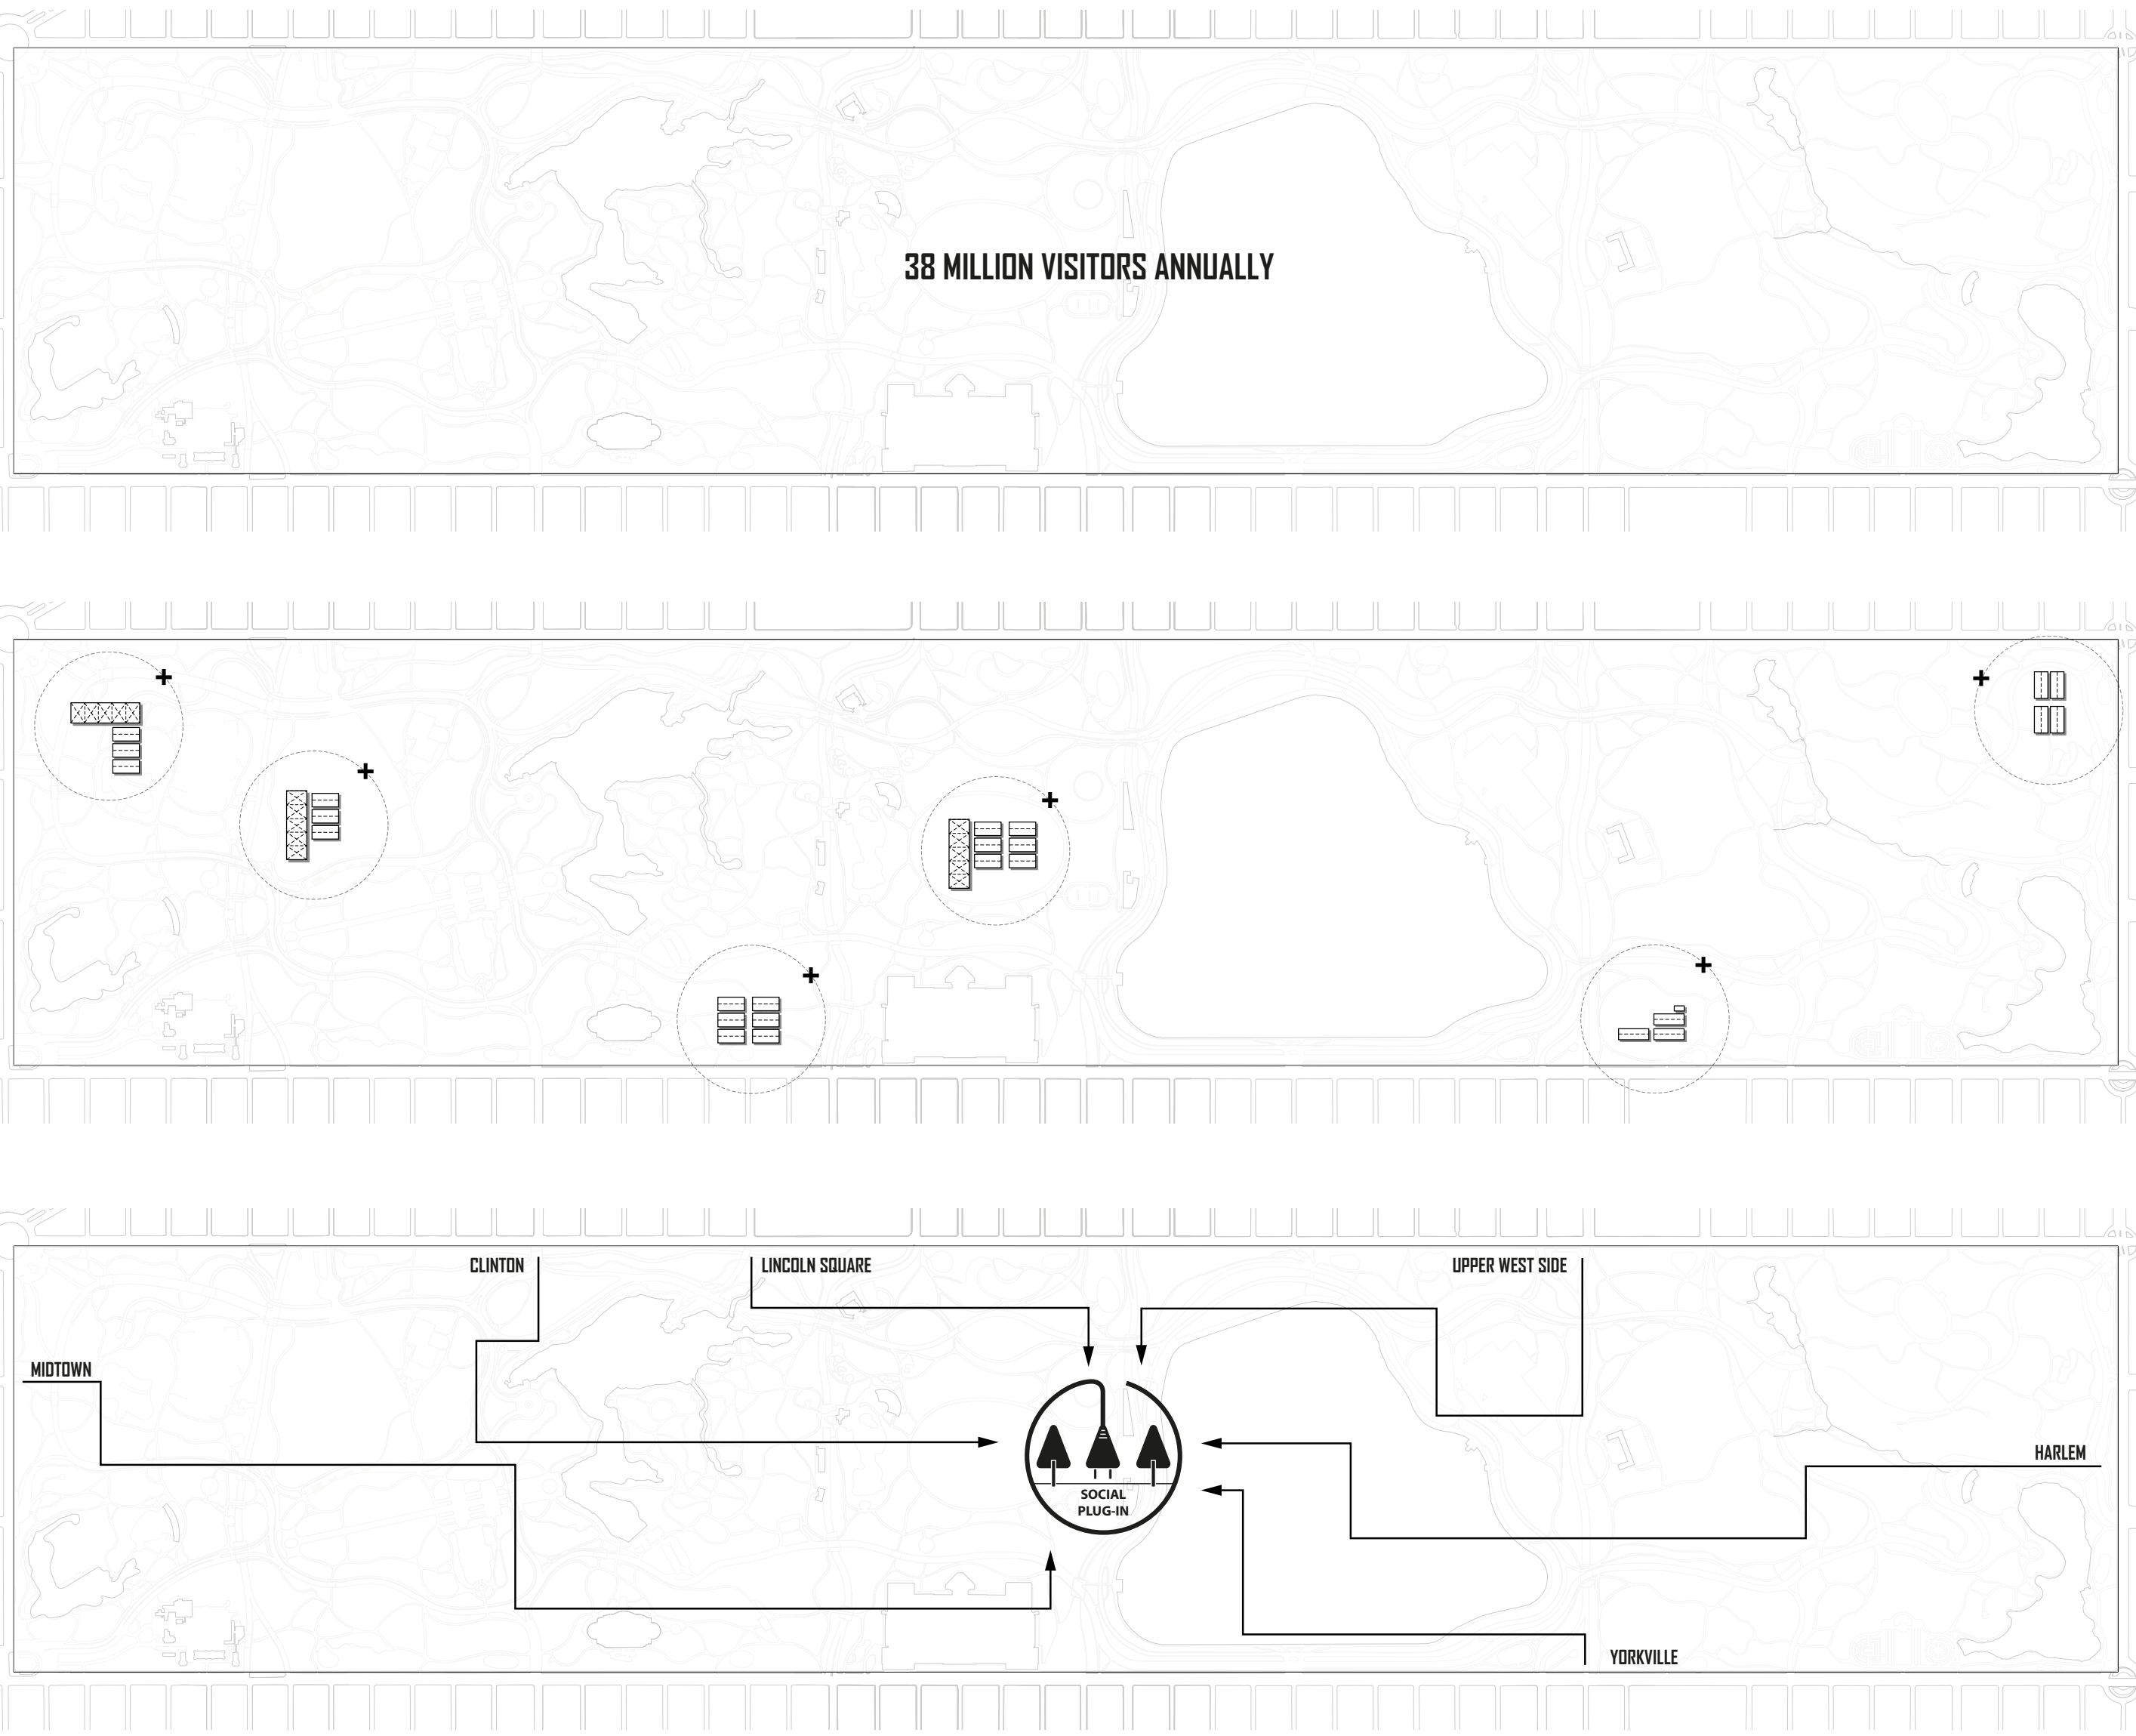 38 MILLION VISITORS ANNUALLY
CLINTON
LINCOLN SQUARE
UPPER WEST SIDE
MIDTOWN
HARLEM
SOCIAL
PLUG-IN
YORKVILLE